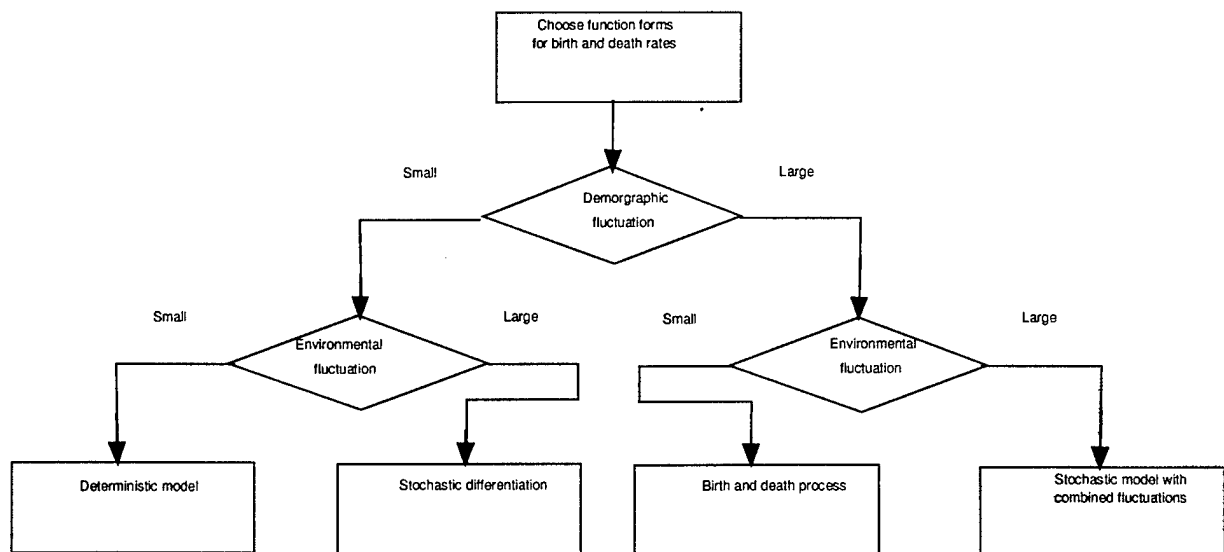 Choose function forms
for birth and death rates
Small
Large
Demorgraphic
fluctuation
Small
Large
Small
Large
Environmental
fluctuation
Environmental
fluctuation
Deterministic model
Stochastic differentiation
Birth and death process
Stochastic model with
combined fluctuations